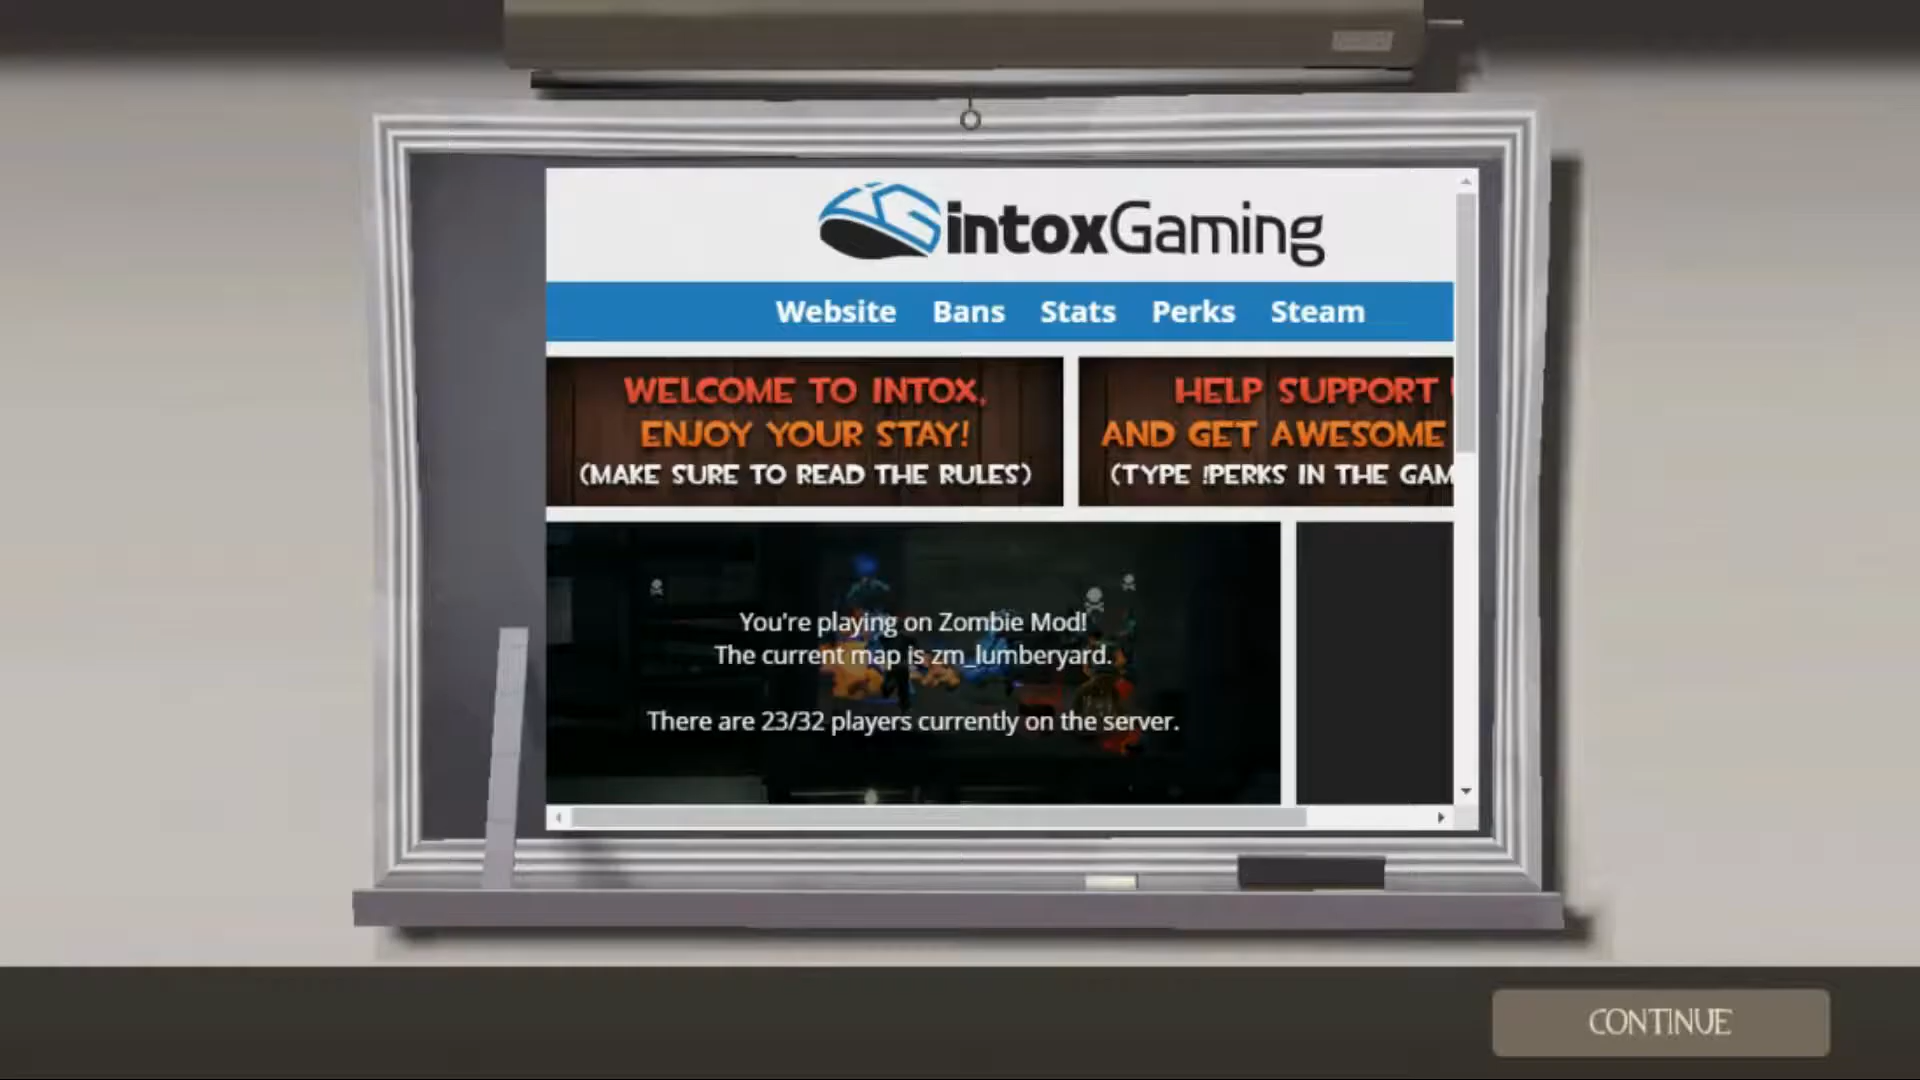 intoxGaming
Website Bans Stats Perks Steam
WELCOME TO INTOX,
ENJOY YOUR STAY!
(MAKE SURE TO READ THE RULES)
HELP SUPPORT
AND GET AWESOME
(TYPE !PERKS IN THE GAM
You're playing on Zombie Mod!
The current map is zm_lumberyard.
There are 23/32 players currently on the server.
CONTINUE